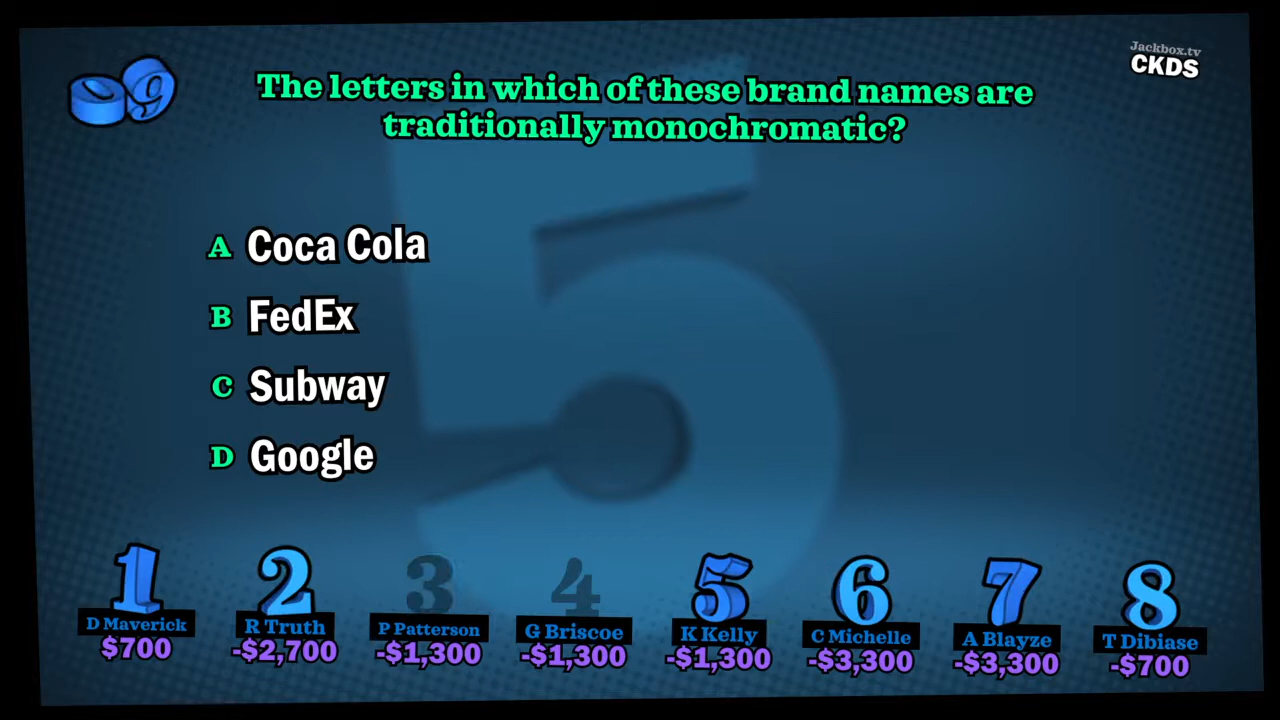 Jackbox.tv
CKDS
09
The letters in which of these brand names are
traditionally monochromatic?
A Coca Cola
B FedEx
C Subway
D Google
5
1 2 3 4 5 6 7 8
D Maverick R Truth P Patterson G Briscoe K Kelly C Michelle A Blayze T Dibiase
$700 -$2,700 -$1,300 -$1,300 -$1,300 -$3,300 -$3,300 -$700